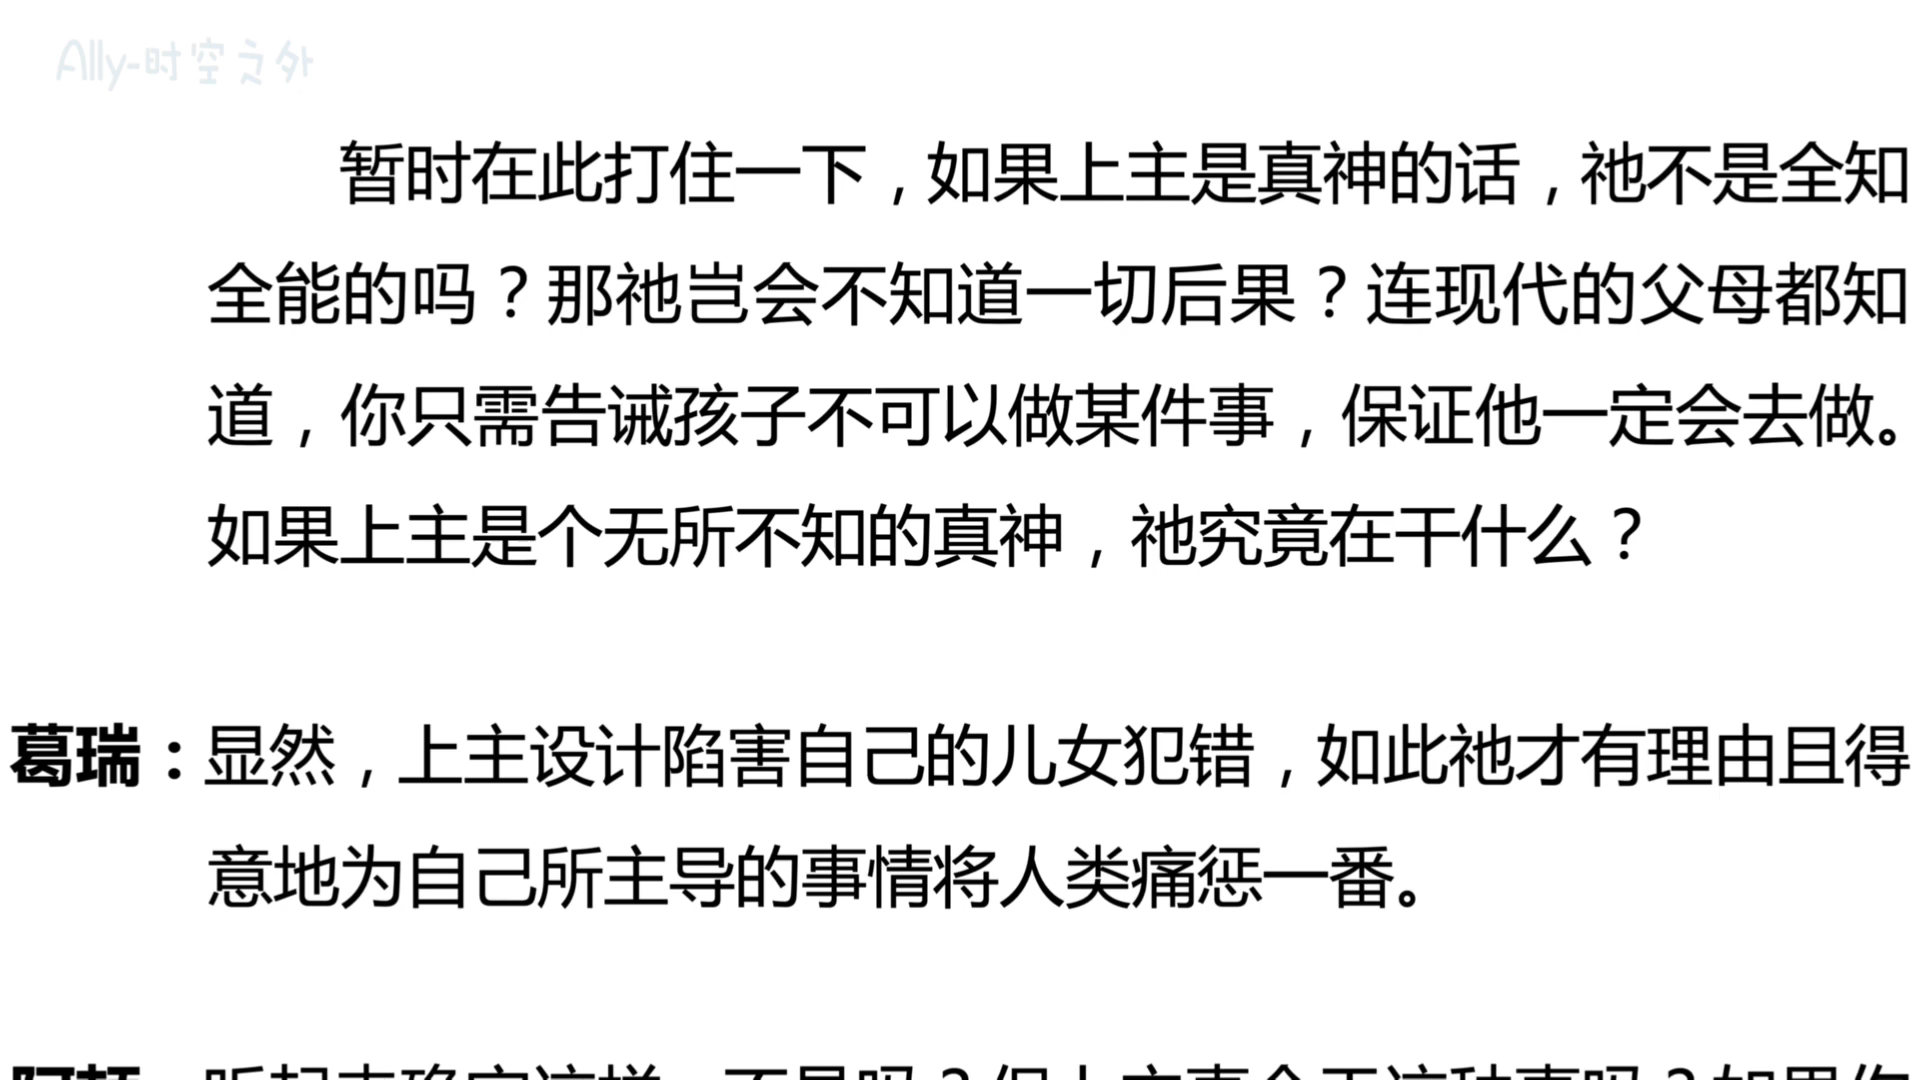 Ally-时空之外
暂时在此打住一下，如果上主是真神的话，祂不是全知
全能的吗？那祂岂会不知道一切后果？连现代的父母都知
道，你只需告诫孩子不可以做某件事，保证他一定会去做。
如果上主是个无所不知的真神，祂究竟在干什么？
葛瑞：显然，上主设计陷害自己的儿女犯错，如此祂才有理由且得
意地为自己所主导的事情将人类痛惩一番。